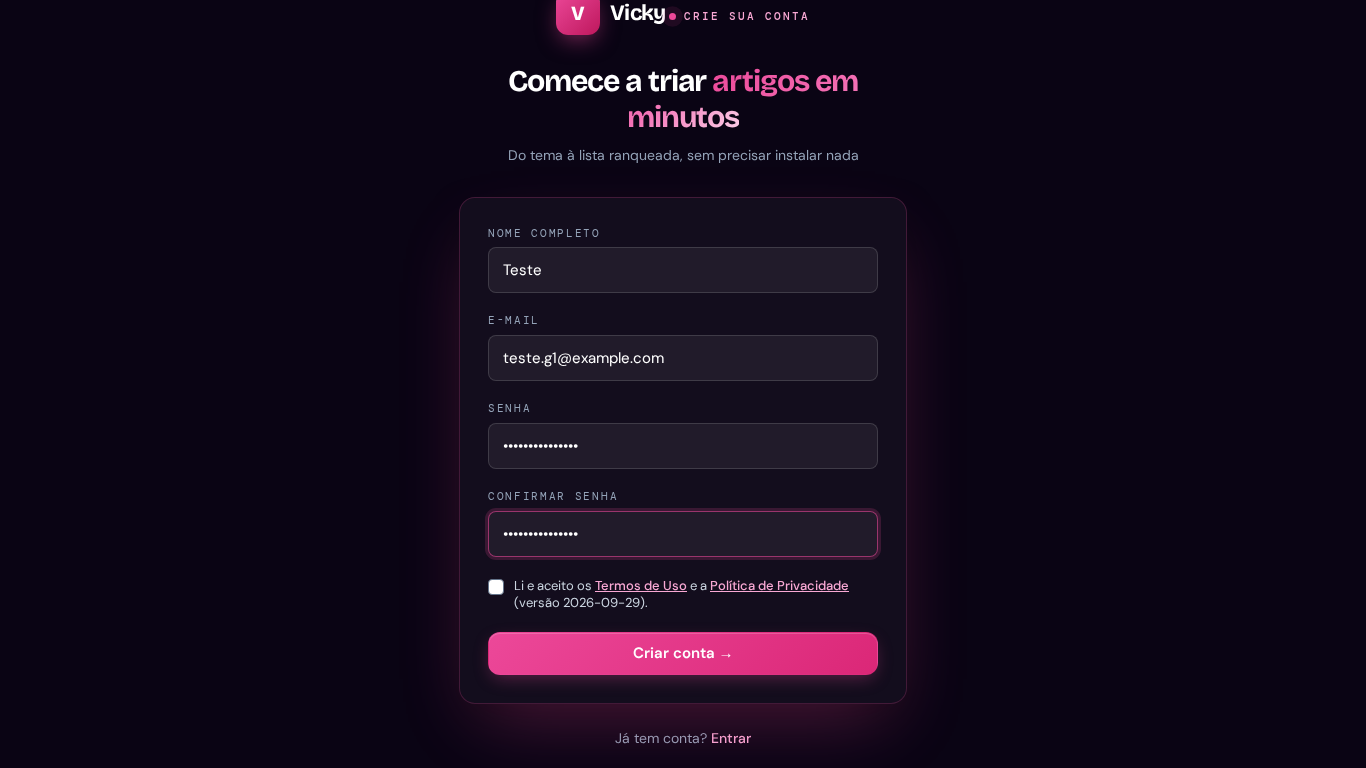 V Vicky CRIE SUA CONTA
Comece a triar artigos em
minutos
Do tema à lista ranqueada, sem precisar instalar nada
NOME COMPLETO
Teste
E-MAIL
teste.g1@example.com
SENHA
•••••••••••••••
CONFIRMAR SENHA
•••••••••••••••
Li e aceito os Termos de Uso e a Política de Privacidade
(versão 2026-09-29).
Criar conta →
Já tem conta? Entrar